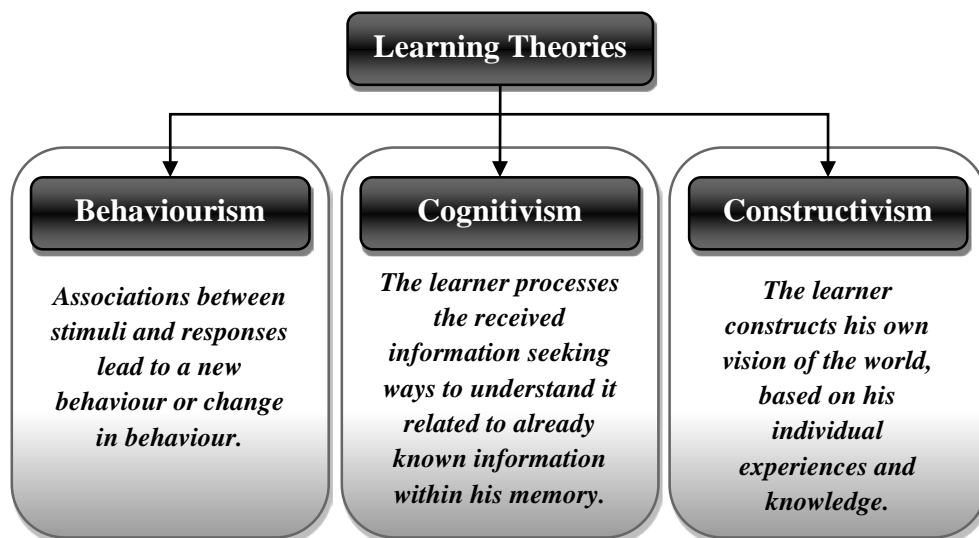 Learning Theories
Behaviourism
Associations between
stimuli and responses
lead to a new
behaviour or change
in behaviour.
Cognitivism
The learner processes
the received
information seeking
ways to understand it
related to already
known information
within his memory.
Constructivism
The learner
constructs his own
vision of the world,
based on his
individual
experiences and
knowledge.